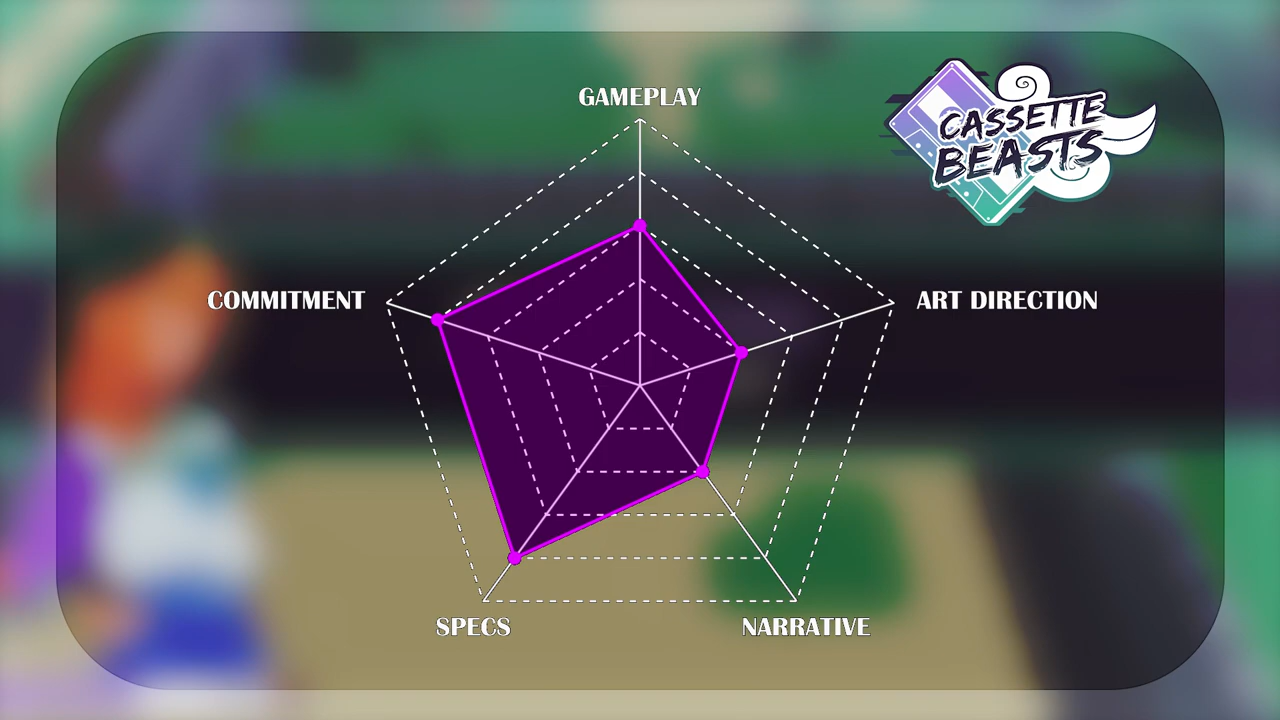 GAMEPLAY
CASSETTE
BEASTS
COMMITMENT
ART DIRECTION
SPECS
NARRATIVE